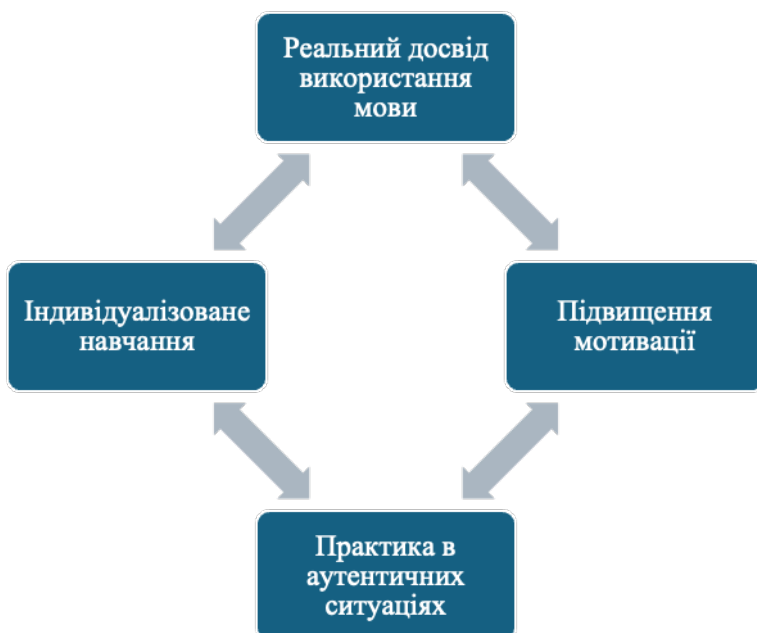 Реальний досвід
використання
мови
Індивідуалізоване
навчання
Підвищення
мотивації
Практика в
аутентичних
ситуаціях